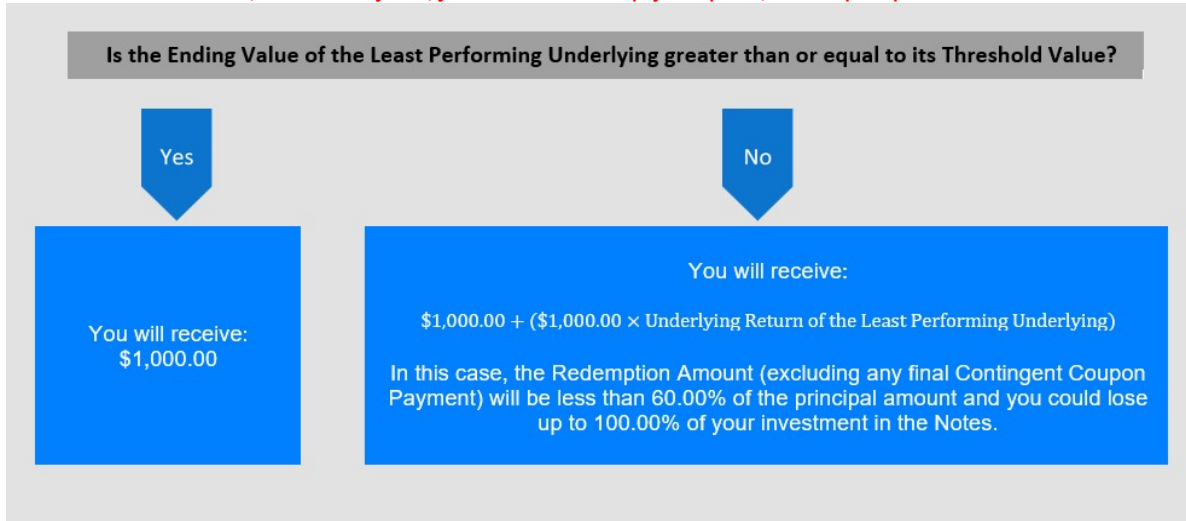 Is the Ending Value of the Least Performing Underlying greater than or equal to its Threshold Value?
Yes
No
You will receive:
$1,000.00
You will receive:
$1,000.00 + ($1,000.00 × Underlying Return of the Least Performing Underlying)
In this case, the Redemption Amount (excluding any final Contingent Coupon
Payment) will be less than 60.00% of the principal amount and you could lose
up to 100.00% of your investment in the Notes.